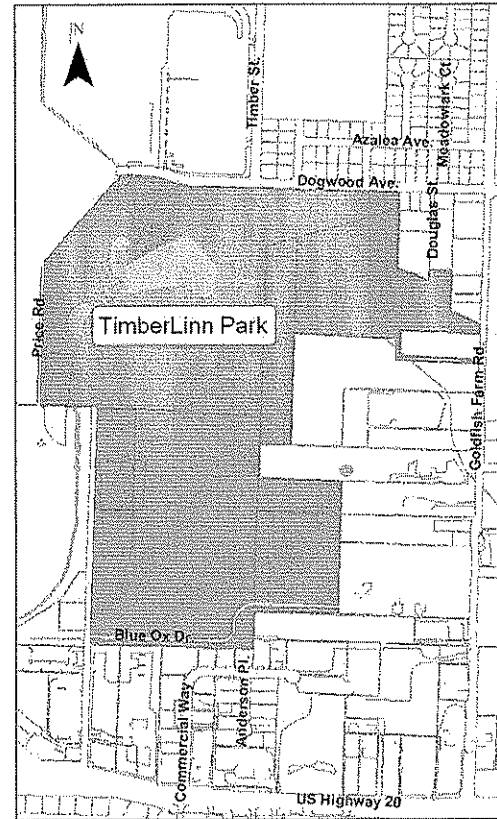 N
Timber St.
Meadowlark Ct.
Azalea Ave.
Dogwood Ave.
Douglas St.
Price Rd.
TimberLinn Park
Goldfish Farm Rd.
Blue Ox Dr.
Commercial Way
Anderson Pl.
US Highway 20